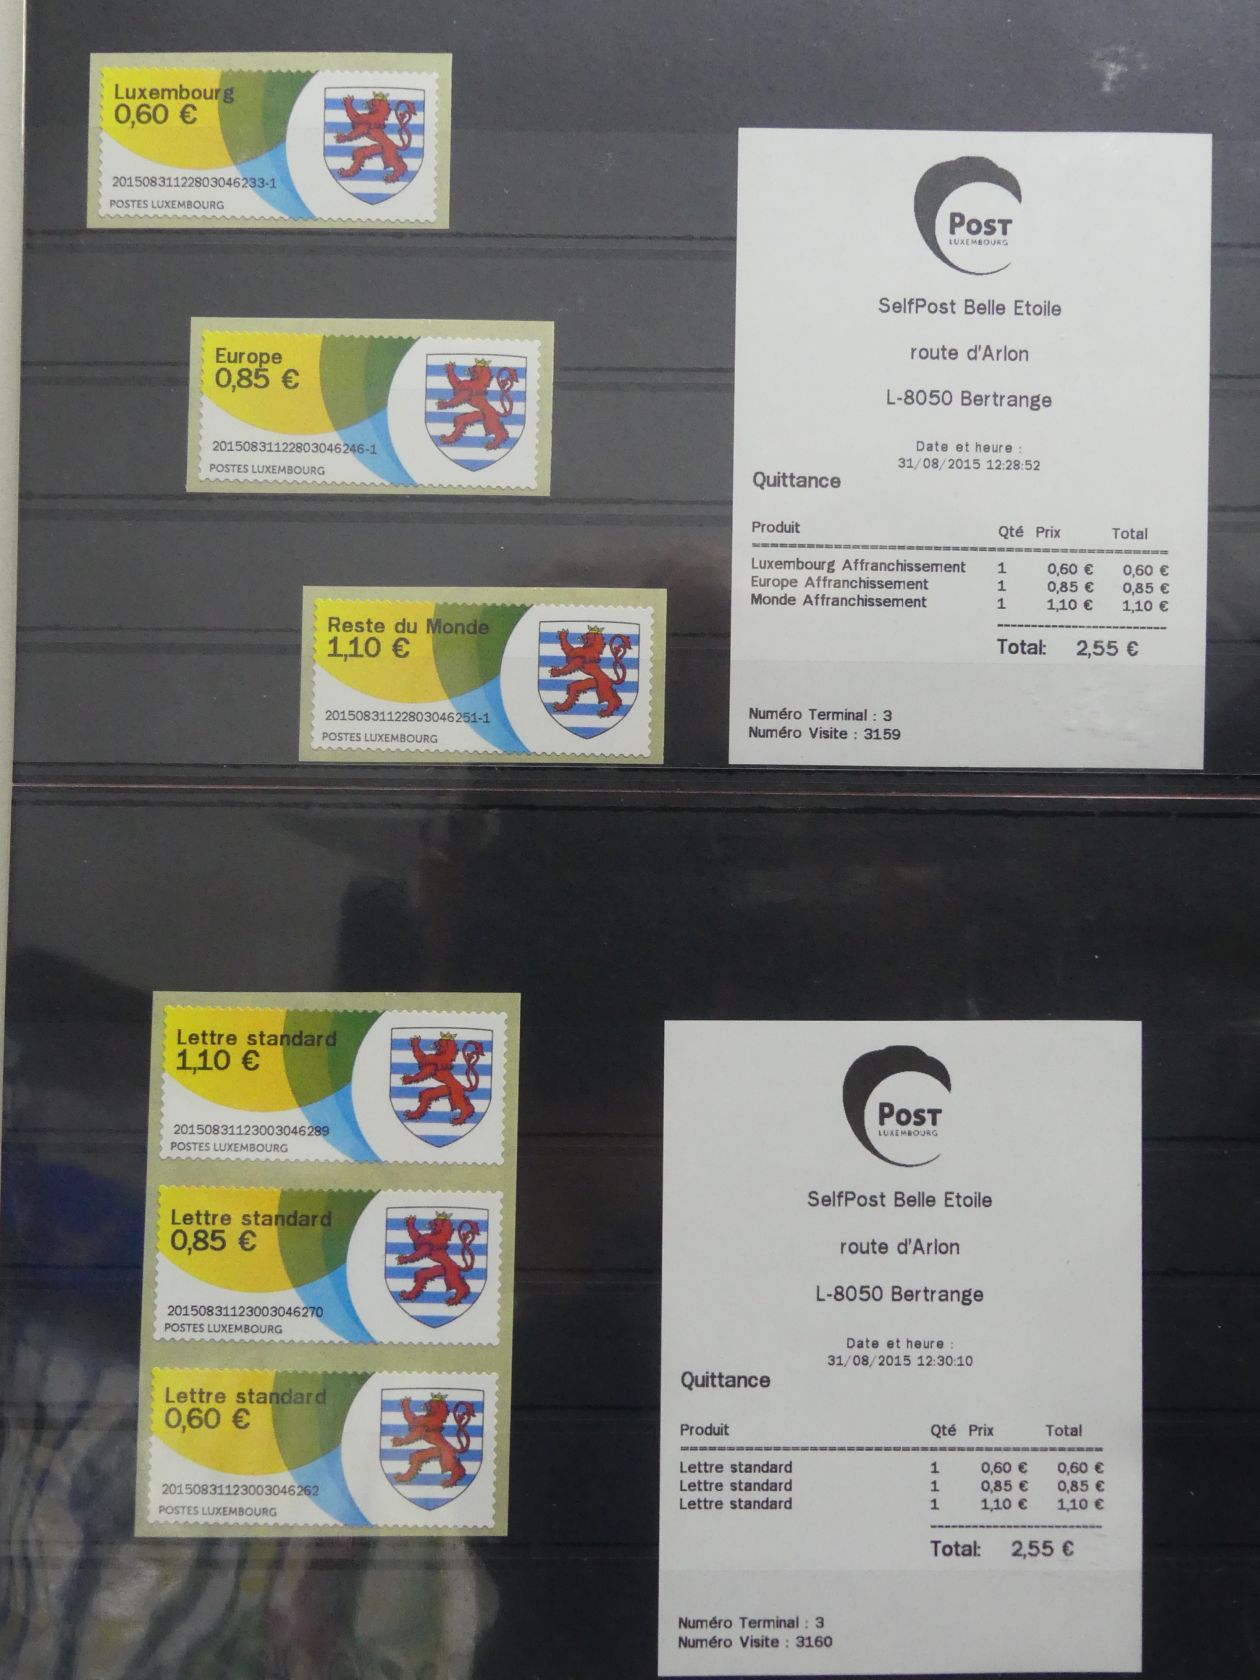 Luxembourg
0,60 €
20150831122803046233-1
POSTES LUXEMBOURG
Europe
0,85 €
20150831122803046246-1
POSTES LUXEMBOURG
Reste du Monde
1,10 €
20150831122803046251-1
POSTES LUXEMBOURG
POST
LUXEMBOURG
SelfPost Belle Etoile
route d'Arlon
L-8050 Bertrange
Date et heure :
31/08/2015 12:28:52
Quittance
Produit Qté Prix Total
Luxembourg Affranchissement 1 0,60 € 0,60 €
Europe Affranchissement 1 0,85 € 0,85 €
Monde Affranchissement 1 1,10 € 1,10 €
Total: 2,55 €
Numéro Terminal : 3
Numéro Visite : 3159
Lettre standard
1,10 €
20150831123003046289
POSTES LUXEMBOURG
Lettre standard
0,85 €
20150831123003046270
POSTES LUXEMBOURG
Lettre standard
0,60 €
20150831123003046262
POSTES LUXEMBOURG
POST
LUXEMBOURG
SelfPost Belle Etoile
route d'Arlon
L-8050 Bertrange
Date et heure :
31/08/2015 12:30:10
Quittance
Produit Qté Prix Total
Lettre standard 1 0,60 € 0,60 €
Lettre standard 1 0,85 € 0,85 €
Lettre standard 1 1,10 € 1,10 €
Total: 2,55 €
Numéro Terminal : 3
Numéro Visite : 3160